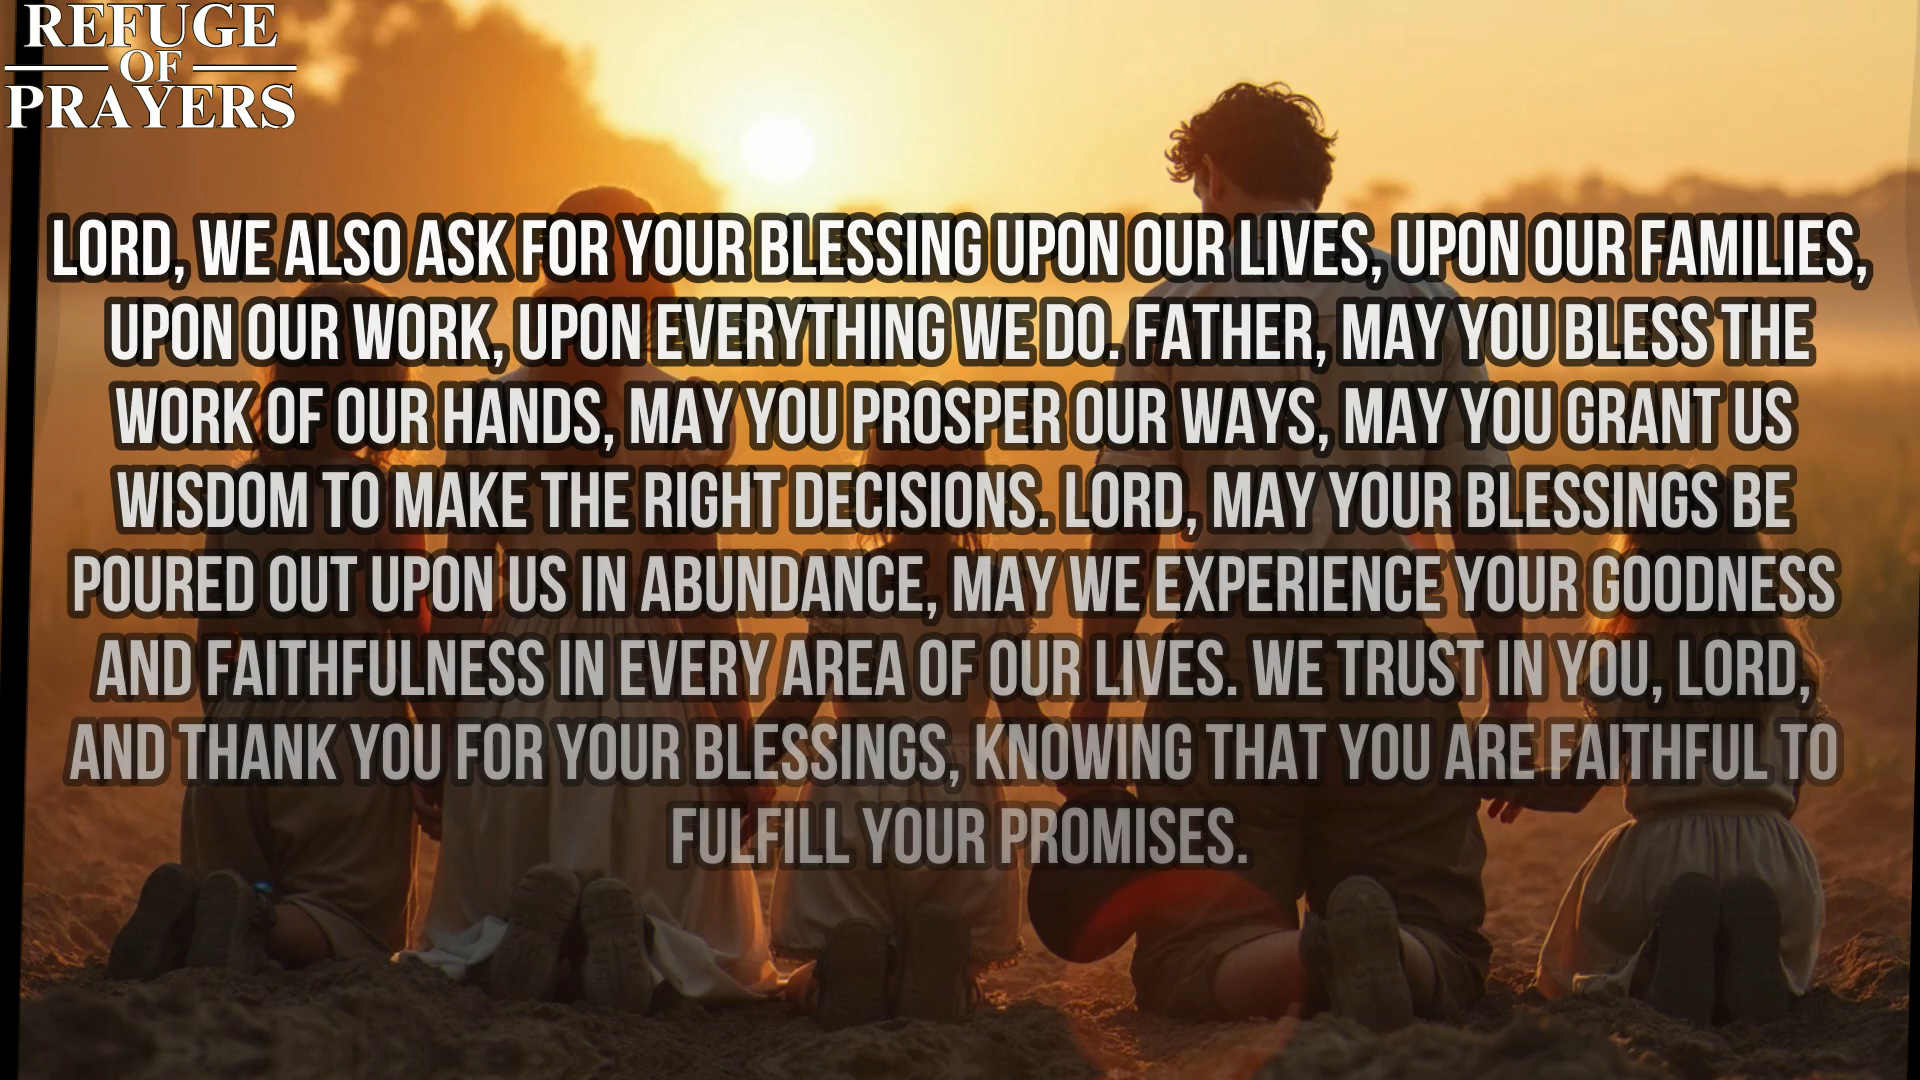 REFUGE
OF
PRAYERS
LORD, WE ALSO ASK FOR YOUR BLESSING UPON OUR LIVES, UPON OUR FAMILIES,
UPON OUR WORK, UPON EVERYTHING WE DO. FATHER, MAY YOU BLESS THE
WORK OF OUR HANDS, MAY YOU PROSPER OUR WAYS, MAY YOU GRANT US
WISDOM TO MAKE THE RIGHT DECISIONS. LORD, MAY YOUR BLESSINGS BE
POURED OUT UPON US IN ABUNDANCE, MAY WE EXPERIENCE YOUR GOODNESS
AND FAITHFULNESS IN EVERY AREA OF OUR LIVES. WE TRUST IN YOU, LORD,
AND THANK YOU FOR YOUR BLESSINGS, KNOWING THAT YOU ARE FAITHFUL TO
FULFILL YOUR PROMISES.